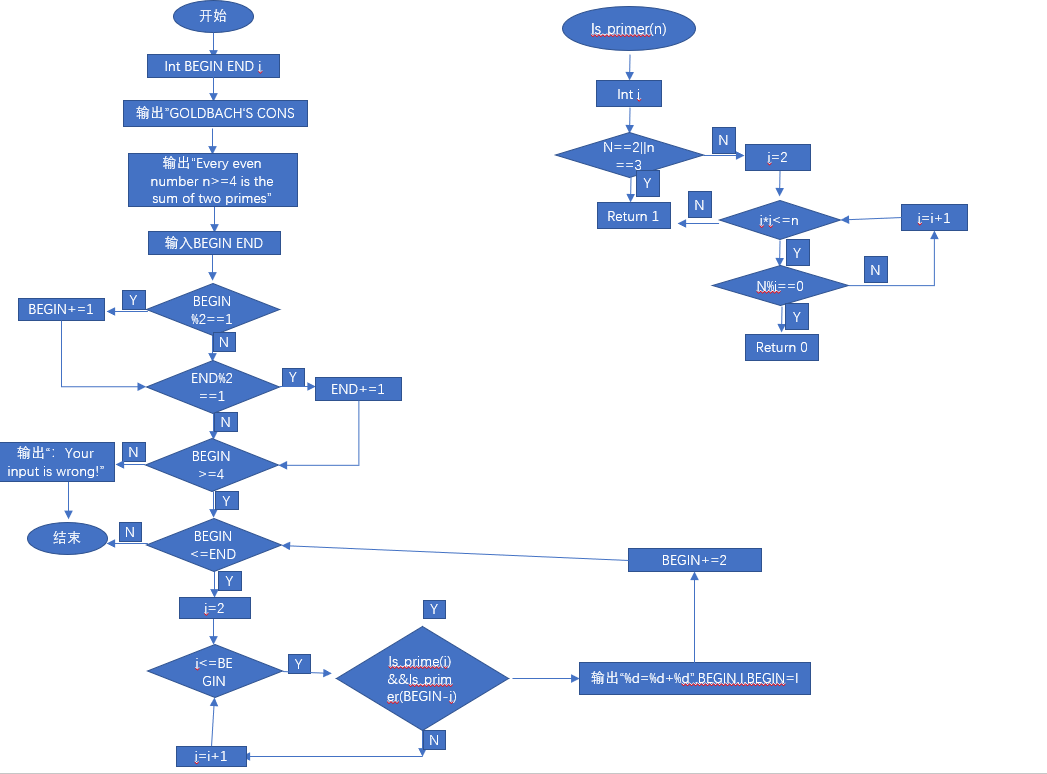 开始
Int BEGIN END i
输出”GOLDBACH'S CONS
输出“Every even
number n>=4 is the
sum of two primes”
输入BEGIN END
BEGIN
%2==1
Y
BEGIN+=1
N
END%2
==1
Y
END+=1
N
BEGIN
>=4
N
输出“：Your
input is wrong!”
Y
结束
N
BEGIN
<=END
Y
i=2
i<=BE
GIN
Y
Y
Is_prime(i)
&&Is_prim
er(BEGIN-i)
N
i=i+1
输出“%d=%d+%d”.BEGIN.I.BEGIN=I
BEGIN+=2
Is_primer(n)
Int i
N==2||n
==3
N
i=2
Y
Return 1
N
i*i<=n
i=i+1
Y
N
N%i==0
Y
Return 0